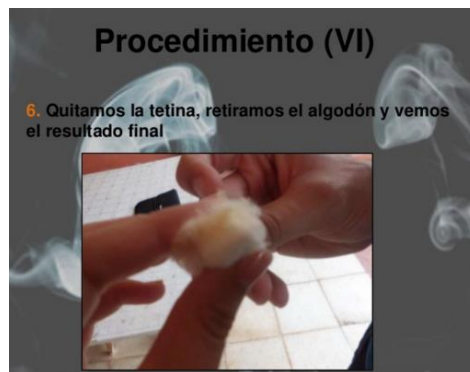 Procedimiento (VI)
6. Quitamos la tetina, retiramos el algodón y vemos
el resultado final